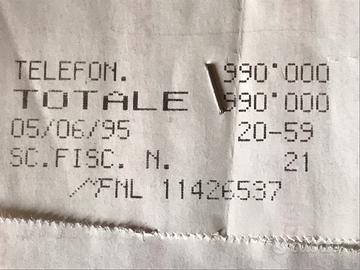 TELEFON. 990'000
TOTALE 990'000
05/06/95 20-59
SC.FISC. N. 21
FNL 11426537